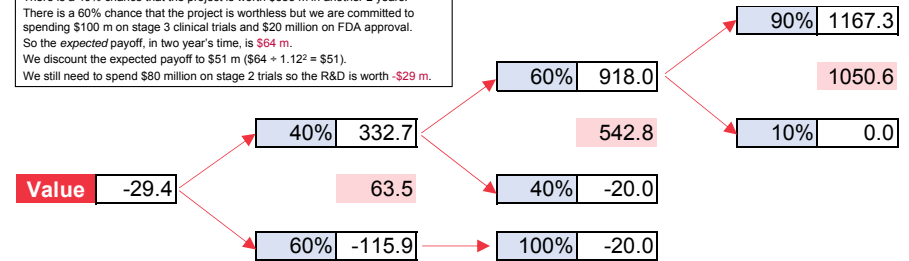 There is a 60% chance that the project is worthless but we are committed to
spending $100 m on stage 3 clinical trials and $20 million on FDA approval.
So the expected payoff, in two year's time, is $64 m.
We discount the expected payoff to $51 m ($64 ÷ 1.12² = $51).
We still need to spend $80 million on stage 2 trials so the R&D is worth -$29 m.
90% 1167.3
60% 918.0
1050.6
40% 332.7
542.8
10% 0.0
Value -29.4
63.5
40% -20.0
60% -115.9
100% -20.0